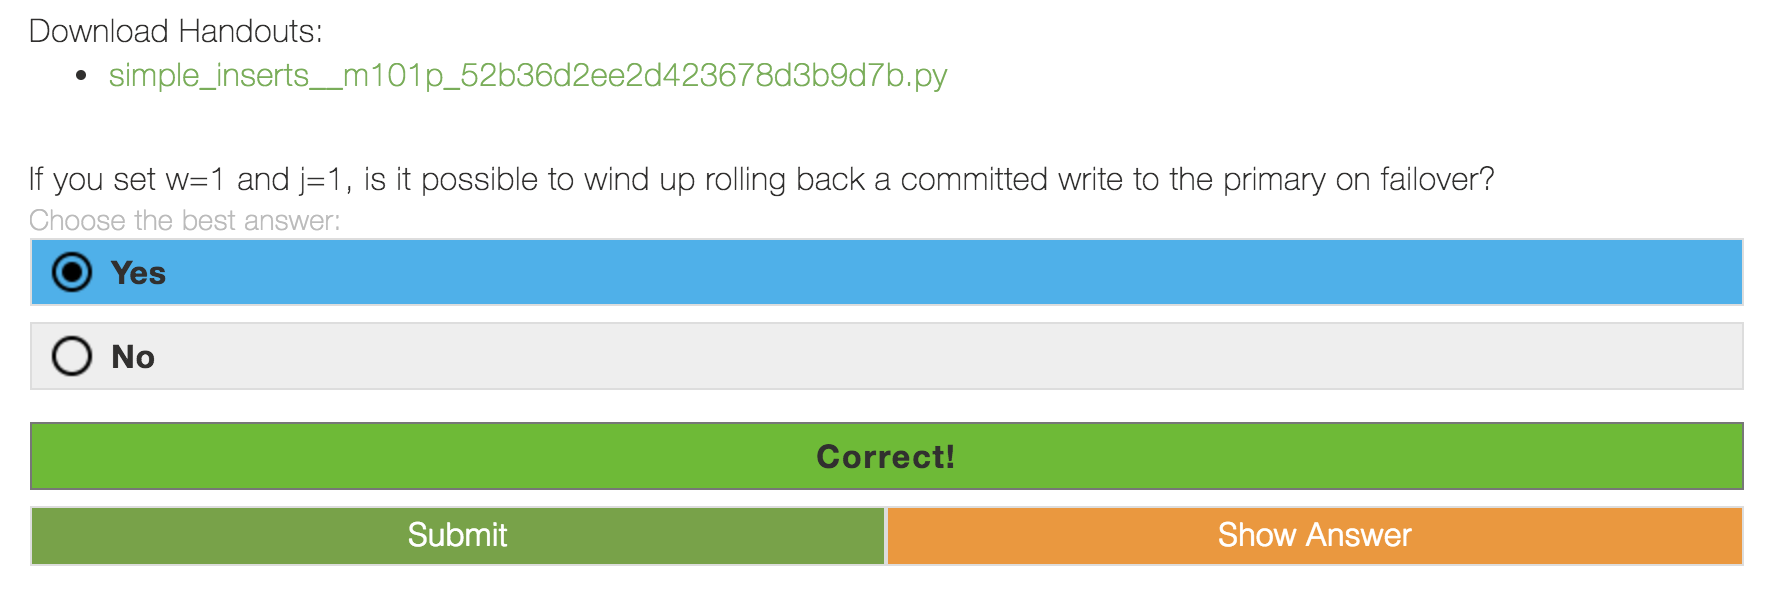 Download Handouts:
• simple_inserts__m101p_52b36d2ee2d423678d3b9d7b.py
If you set w=1 and j=1, is it possible to wind up rolling back a committed write to the primary on failover?
Choose the best answer:
Yes
No
Correct!
Submit Show Answer